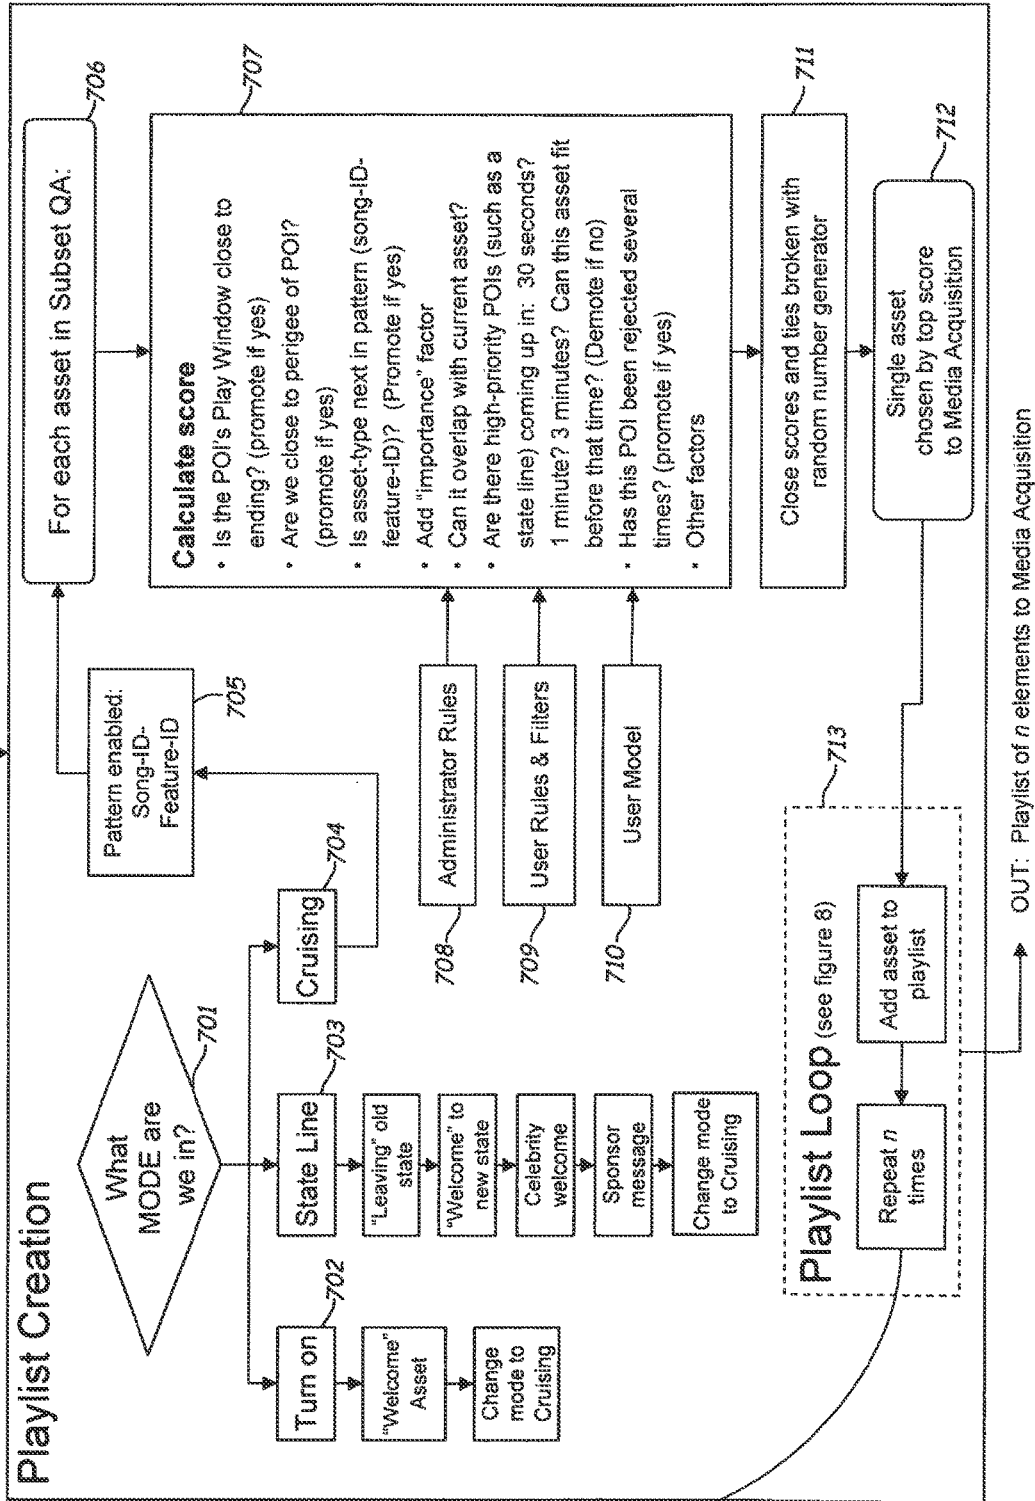 Playlist Creation
What
MODE are
we in?
701
Turn on
702
"Welcome"
Asset
Change
mode to
Cruising
State Line
703
"Leaving" old
state
"Welcome" to
new state
Celebrity
welcome
Sponsor
message
Change mode
to Cruising
Cruising
704
Pattern enabled:
Song-ID-
Feature-ID
705
For each asset in Subset QA:
706
Calculate score
• Is the POI's Play Window close to
ending? (promote if yes)
• Are we close to perigee of POI?
(promote if yes)
• Is asset-type next in pattern (song-ID-
feature-ID)? (Promote if yes)
• Add "importance" factor
• Can it overlap with current asset?
• Are there high-priority POIs (such as a
state line) coming up in: 30 seconds?
1 minute? 3 minutes? Can this asset fit
before that time? (Demote if no)
• Has this POI been rejected several
times? (promote if yes)
• Other factors
707
Administrator Rules
708
User Rules & Filters
709
User Model
710
Close scores and ties broken with
random number generator
711
Single asset
chosen by top score
to Media Acquisition
712
Playlist Loop (see figure 8)
713
Add asset to
playlist
Repeat n
times
OUT: Playlist of n elements to Media Acquisition